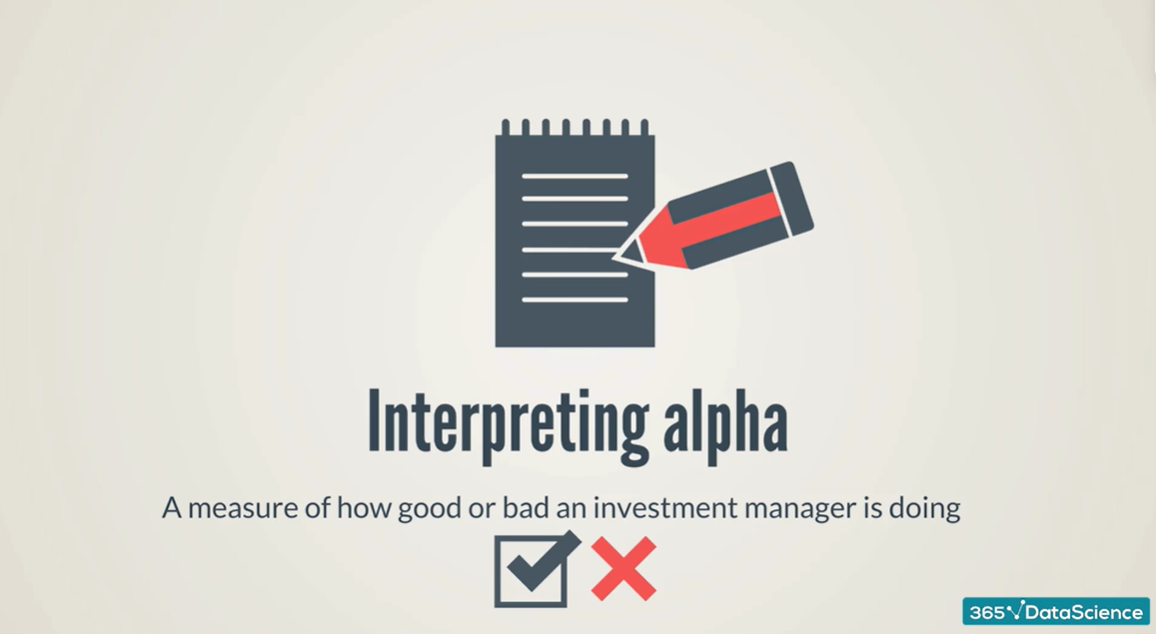 Interpreting alpha
A measure of how good or bad an investment manager is doing
365 DataScience